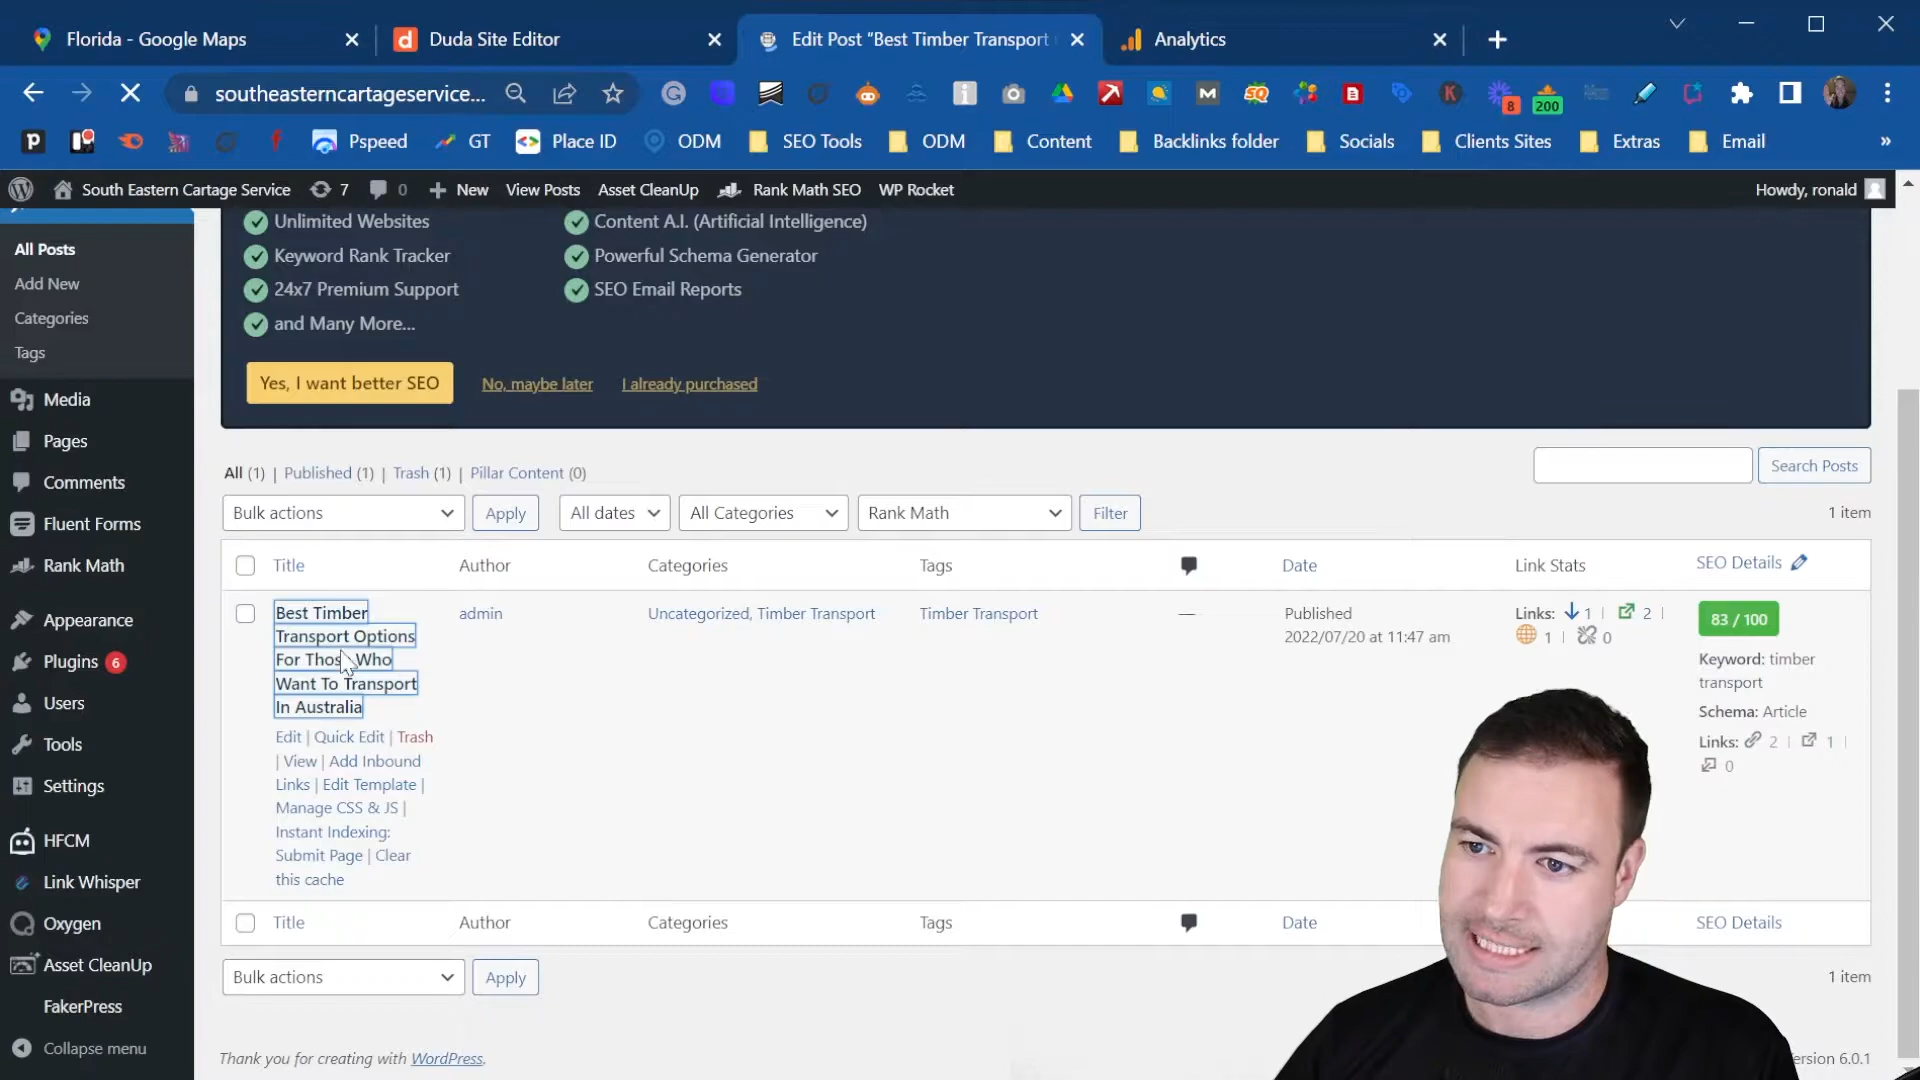 Florida - Google Maps
Duda Site Editor
Edit Post "Best Timber Transport
Analytics
southeasterncartageservice...
8
200
Pspeed
GT
Place ID
ODM
SEO Tools
ODM
Content
Backlinks folder
Socials
Clients Sites
Extras
Email
»
South Eastern Cartage Service
7
0
New
View Posts
Asset CleanUp
Rank Math SEO
WP Rocket
Howdy, ronald
All Posts
Add New
Categories
Tags
Media
Pages
Comments
Fluent Forms
Rank Math
Appearance
Plugins 6
Users
Tools
Settings
HFCM
Link Whisper
Oxygen
Asset CleanUp
FakerPress
Collapse menu
Unlimited Websites
Content A.I. (Artificial Intelligence)
Keyword Rank Tracker
Powerful Schema Generator
24x7 Premium Support
SEO Email Reports
and Many More...
Yes, I want better SEO
No, maybe later
I already purchased
All (1) | Published (1) | Trash (1) | Pillar Content (0)
Search Posts
Bulk actions
Apply
All dates
All Categories
Rank Math
Filter
1 item
Title
Author
Categories
Tags
Date
Link Stats
SEO Details
Best Timber
Transport Options
For Those Who
Want To Transport
In Australia
Edit | Quick Edit | Trash
| View | Add Inbound
Links | Edit Template |
Manage CSS & JS |
Instant Indexing:
Submit Page | Clear
this cache
admin
Uncategorized, Timber Transport
Timber Transport
—
Published
2022/07/20 at 11:47 am
Links: 1 | 2 |
1 | 0
83 / 100
Keyword: timber
transport
Schema: Article
Links: 2 | 1 |
0
Title
Author
Categories
Tags
Date
SEO Details
Bulk actions
Apply
1 item
Thank you for creating with WordPress.
ersion 6.0.1